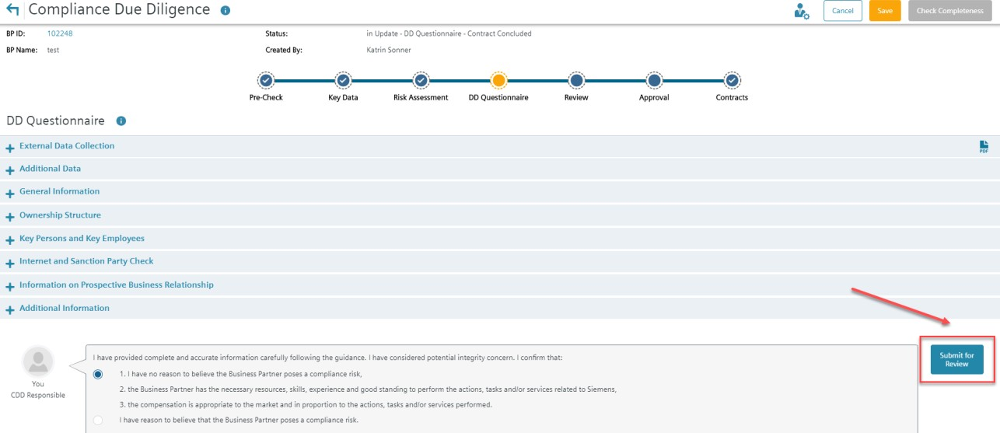 Compliance Due Diligence i
Cancel
Save
Check Completeness
BP ID: 102248
Status: in Update - DD Questionnaire - Contract Concluded
BP Name: test
Created By: Katrin Sonner
Pre-Check
Key Data
Risk Assessment
DD Questionnaire
Review
Approval
Contracts
DD Questionnaire i
External Data Collection
PDF
Additional Data
General Information
Ownership Structure
Key Persons and Key Employees
Internet and Sanction Party Check
Information on Prospective Business Relationship
Additional Information
You
CDD Responsible
I have provided complete and accurate information carefully following the guidance. I have considered potential integrity concern. I confirm that:
1. I have no reason to believe the Business Partner poses a compliance risk,
2. the Business Partner has the necessary resources, skills, experience and good standing to perform the actions, tasks and/or services related to Siemens,
3. the compensation is appropriate to the market and in proportion to the actions, tasks and/or services performed.
I have reason to believe that the Business Partner poses a compliance risk.
Submit for
Review